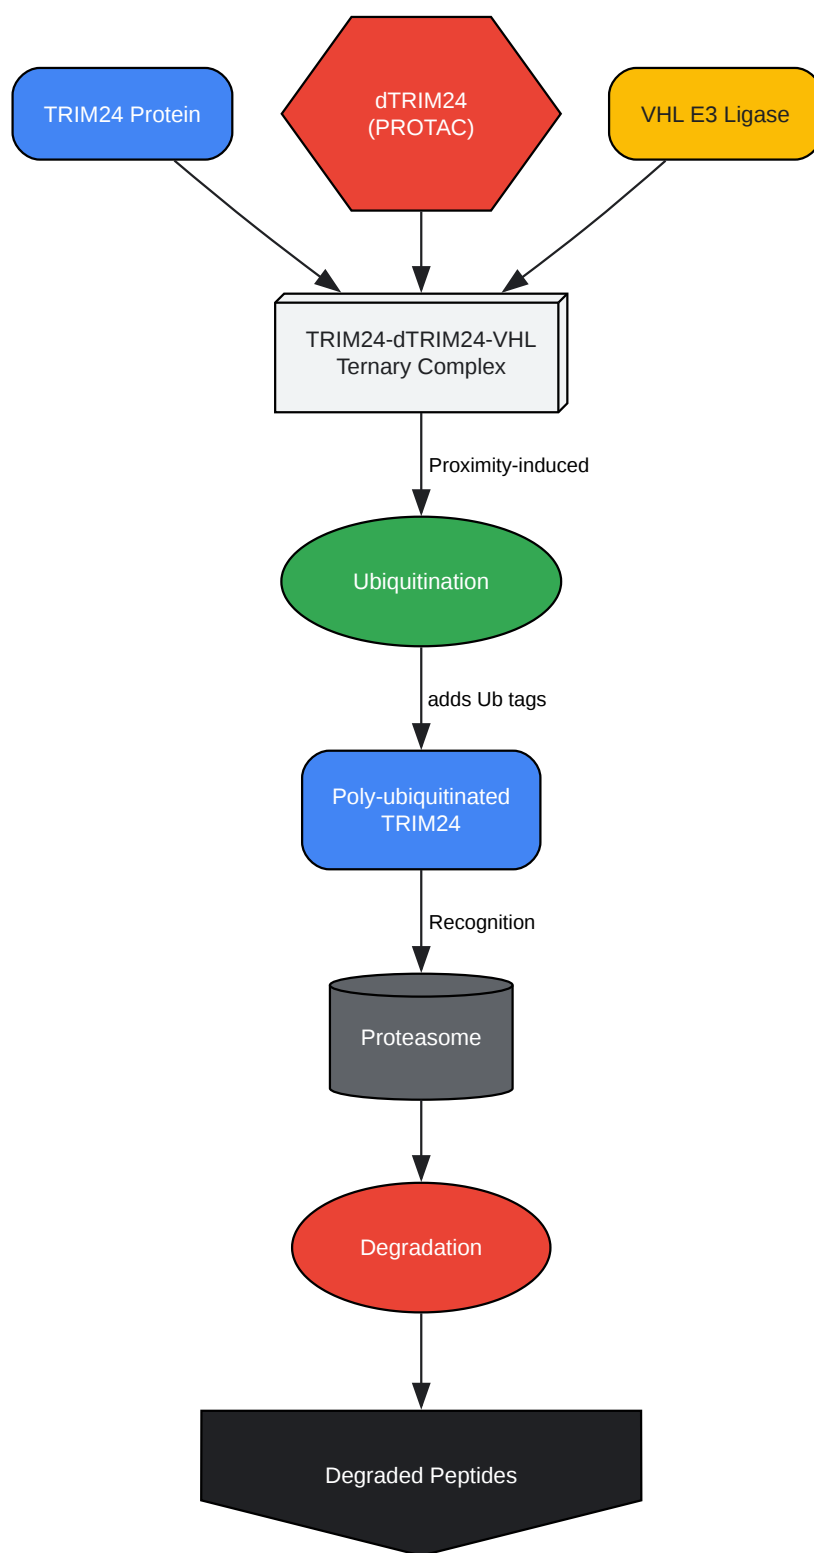 TRIM24 Protein
dTRIM24
(PROTAC)
VHL E3 Ligase
TRIM24-dTRIM24-VHL
Ternary Complex
Proximity-induced
Ubiquitination
adds Ub tags
Poly-ubiquitinated
TRIM24
Recognition
Proteasome
Degradation
Degraded Peptides